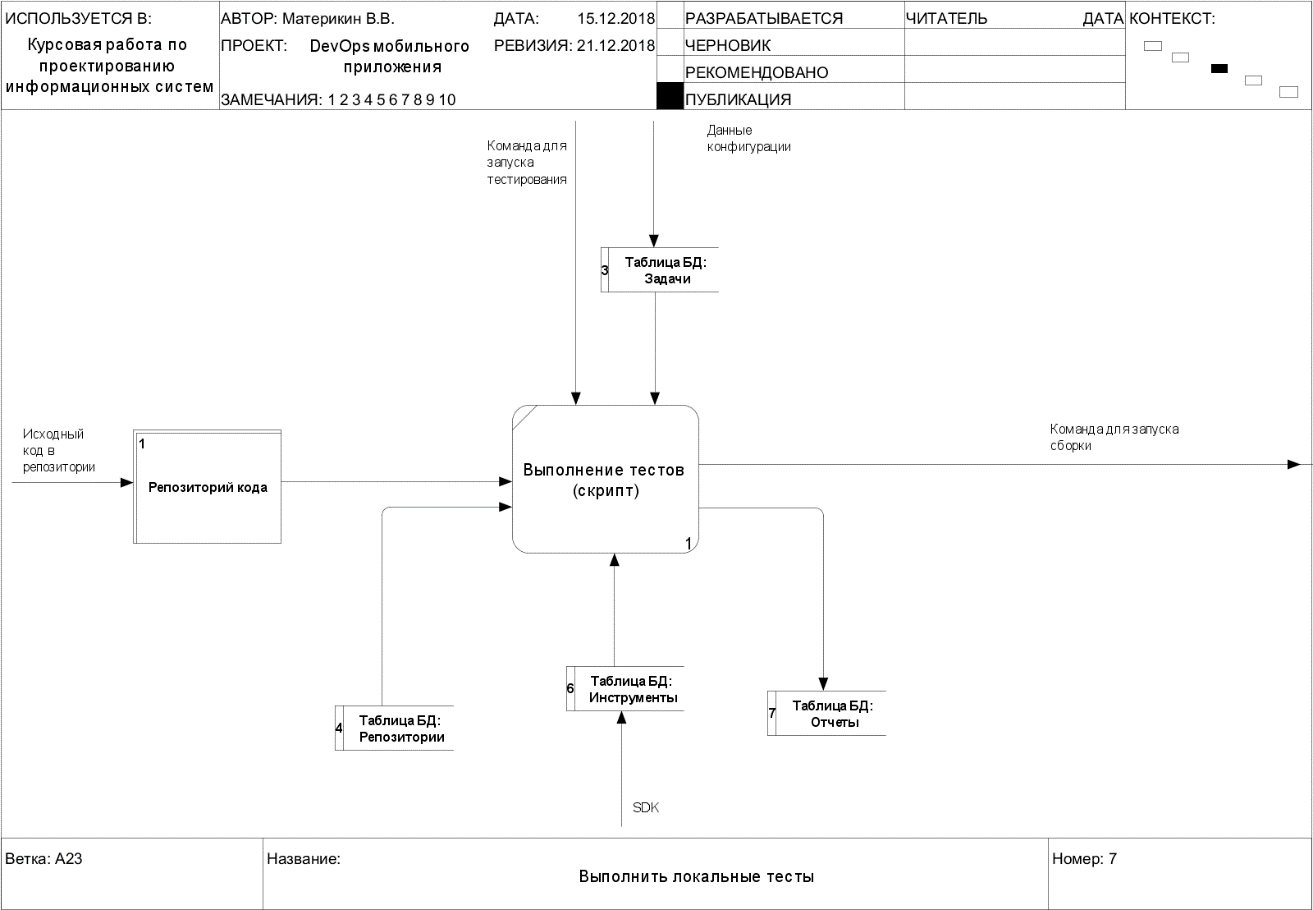 ИСПОЛЬЗУЕТСЯ В:
Курсовая работа по
проектированию
информационных систем
АВТОР: Материкин В.В.
ДАТА: 15.12.2018
ПРОЕКТ: DevOps мобильного
приложения
РЕВИЗИЯ: 21.12.2018
ЗАМЕЧАНИЯ: 1 2 3 4 5 6 7 8 9 10
РАЗРАБАТЫВАЕТСЯ
ЧЕРНОВИК
РЕКОМЕНДОВАНО
ПУБЛИКАЦИЯ
ЧИТАТЕЛЬ ДАТА
КОНТЕКСТ:
Команда для
запуска
тестирования
Данные
конфигурации
3
Таблица БД:
Задачи
Исходный
код в
репозитории
1
Репозиторий кода
Выполнение тестов
(скрипт)
1
Команда для запуска
сборки
4
Таблица БД:
Репозитории
6
Таблица БД:
Инструменты
7
Таблица БД:
Отчеты
SDK
Ветка: A23
Название:
Выполнить локальные тесты
Номер: 7